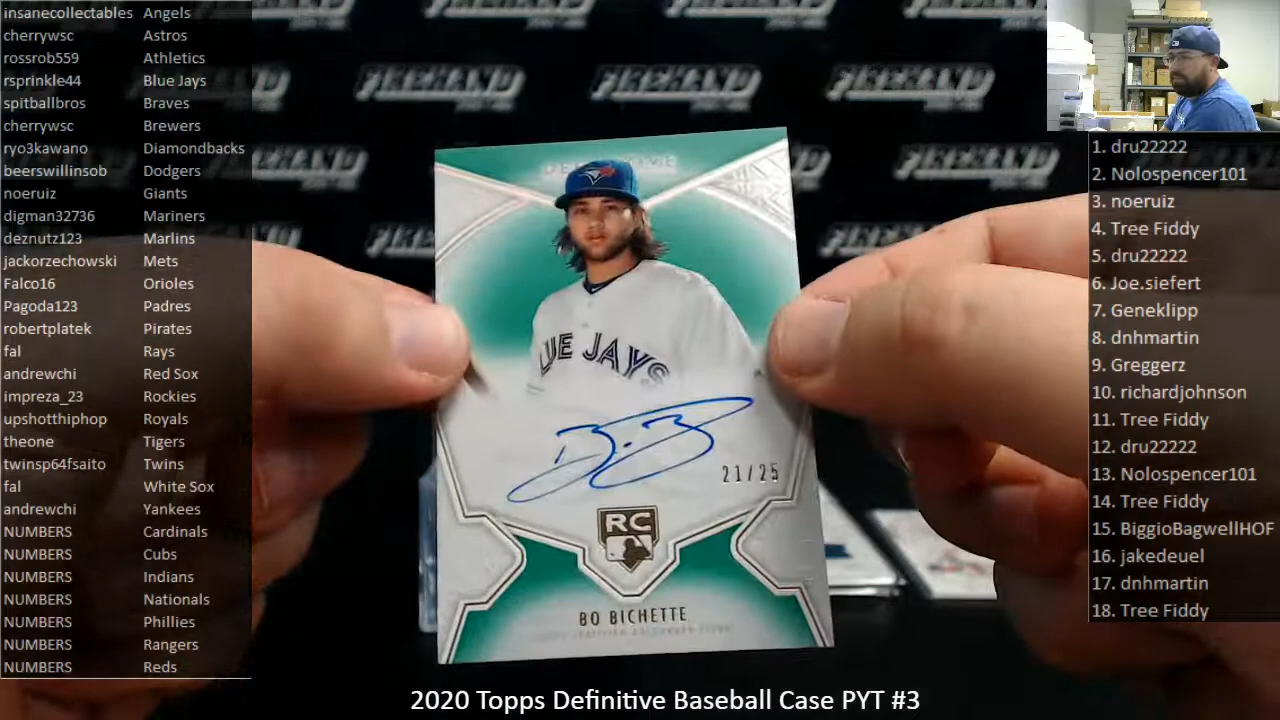 insanecollectables Angels
cherrywsc Astros
rossrob559 Athletics
rsprinkle44 Blue Jays
spitballbros Braves
cherrywsc Brewers
ryo3kawano Diamondbacks
beerswillinsob Dodgers
noeruiz Giants
digman32736 Mariners
deznutz123 Marlins
jackorzechowski Mets
Falco16 Orioles
Pagoda123 Padres
robertplatek Pirates
fal Rays
andrewchi Red Sox
impreza_23 Rockies
upshotthiphop Royals
theone Tigers
twinsp64fsaito Twins
fal White Sox
andrewchi Yankees
NUMBERS Cardinals
NUMBERS Cubs
NUMBERS Indians
NUMBERS Nationals
NUMBERS Phillies
NUMBERS Rangers
NUMBERS Reds
FIREHAND
FIREHAND
FIREHAND
FIREHAND
LUE JAYS
21/25
RC
BO BICHETTE
1. dru22222
2. Nolospencer101
3. noeruiz
4. Tree Fiddy
5. dru22222
6. Joe.siefert
7. Geneklipp
8. dnhmartin
9. Greggerz
10. richardjohnson
11. Tree Fiddy
12. dru22222
13. Nolospencer101
14. Tree Fiddy
15. BiggioBagwellHOF
16. jakedeuel
17. dnhmartin
18. Tree Fiddy
2020 Topps Definitive Baseball Case PYT #3